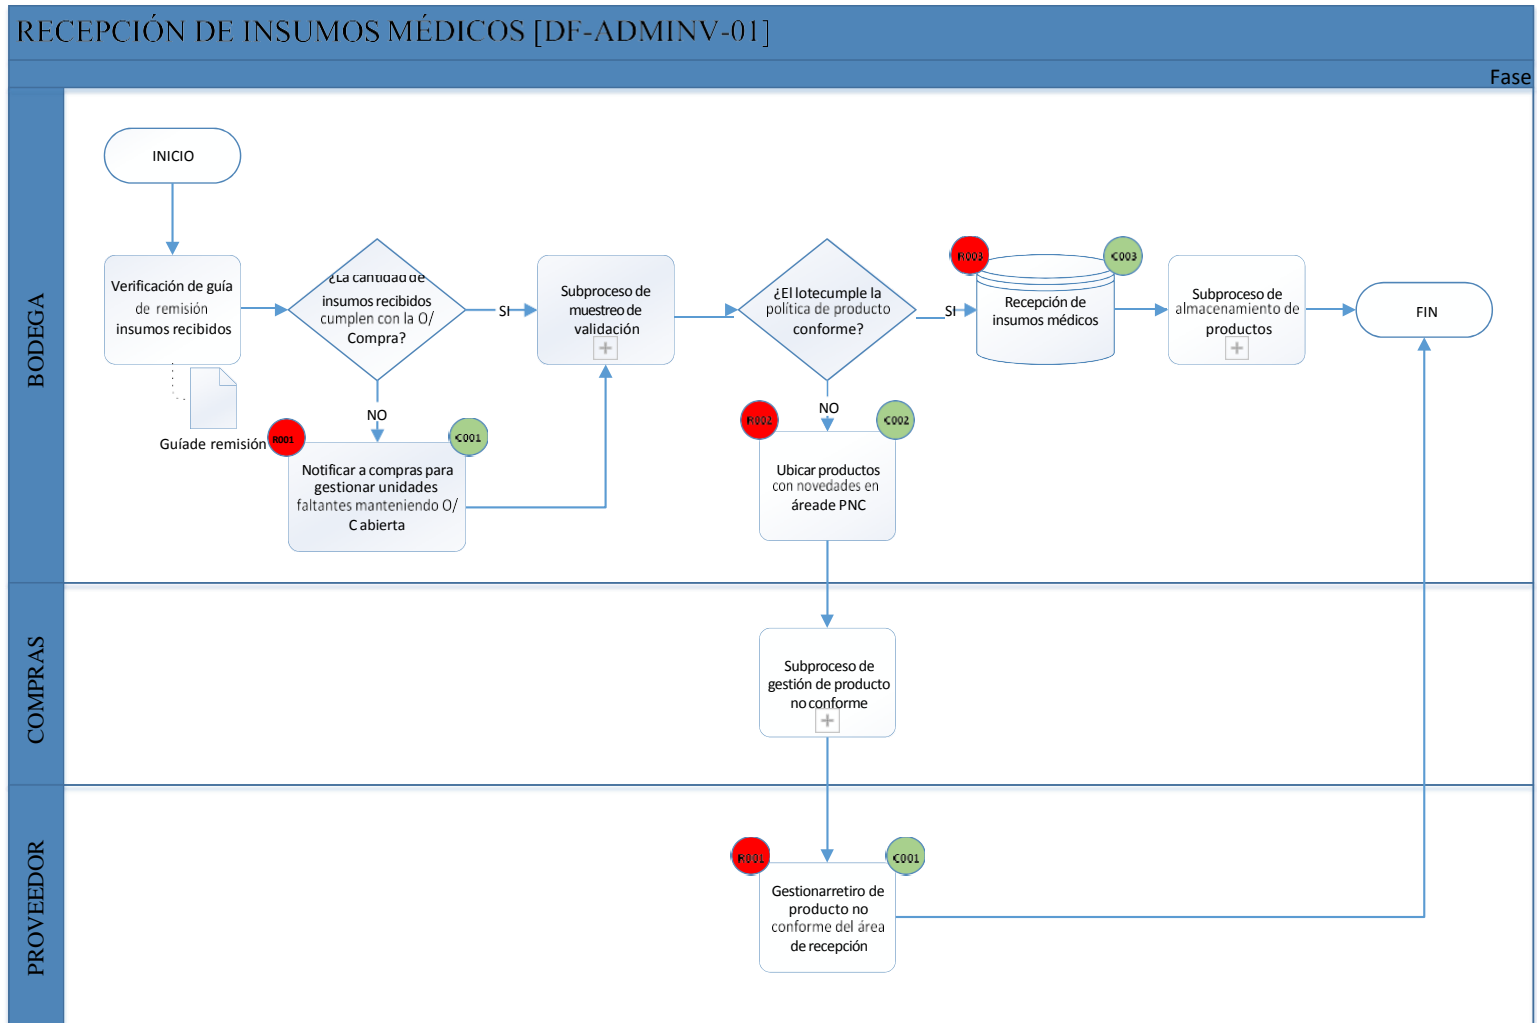 RECEPCIÓN DE INSUMOS MÉDICOS [DF-ADMINV-01]
Fase
BODEGA
INICIO
Verificación de guía
de remisión
insumos recibidos
Guíade remisión
¿La cantidad de
insumos recibidos
cumplen con la O/
Compra?
SI
NO
R001
C001
Notificar a compras para
gestionar unidades
faltantes manteniendo O/
C abierta
Subproceso de
muestreo de
validación
¿El lotecumple la
política de producto
conforme?
SI
NO
R002
C002
Ubicar productos
con novedades en
áreade PNC
R003
C003
Recepción de
insumos médicos
Subproceso de
almacenamiento de
productos
FIN
COMPRAS
Subproceso de
gestión de producto
no conforme
PROVEEDOR
R001
C001
Gestionarretiro de
producto no
conforme del área
de recepción